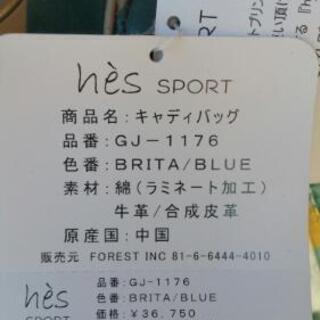 hès SPORT
商品名:キャディバッグ
品番:GJ-1176
色番:BRITA/BLUE
素材:綿(ラミネート加工)
牛革/合成皮革
原産国:中国
販売元 FOREST INC 81-6-6444-4010
hès
SPORT
品番:GJ-1176
色番:BRITA/BLUE
価格:¥36.750